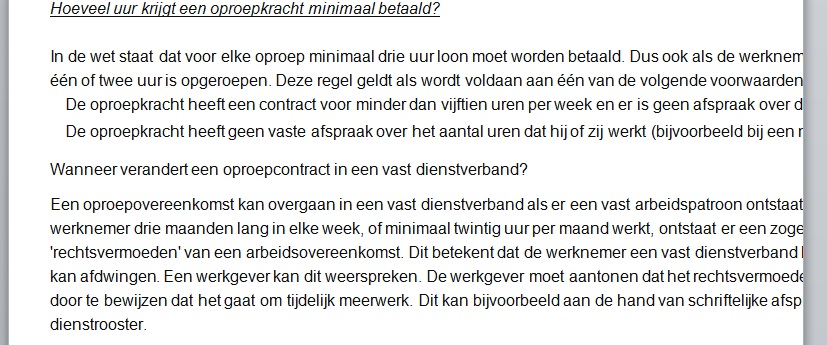 Hoeveel uur krijgt een oproepkracht minimaal betaald?
In de wet staat dat voor elke oproep minimaal drie uur loon moet worden betaald. Dus ook als de werknem
één of twee uur is opgeroepen. Deze regel geldt als wordt voldaan aan één van de volgende voorwaarden
De oproepkracht heeft een contract voor minder dan vijftien uren per week en er is geen afspraak over d
De oproepkracht heeft geen vaste afspraak over het aantal uren dat hij of zij werkt (bijvoorbeeld bij een
Wanneer verandert een oproepcontract in een vast dienstverband?
Een oproepovereenkomst kan overgaan in een vast dienstverband als er een vast arbeidspatroon ontstaat
werknemer drie maanden lang in elke week, of minimaal twintig uur per maand werkt, ontstaat er een zoge
'rechtsvermoeden' van een arbeidsovereenkomst. Dit betekent dat de werknemer een vast dienstverband
kan afdwingen. Een werkgever kan dit weerspreken. De werkgever moet aantonen dat het rechtsvermoede
door te bewijzen dat het gaat om tijdelijk meerwerk. Dit kan bijvoorbeeld aan de hand van schriftelijke afsp
dienstrooster.